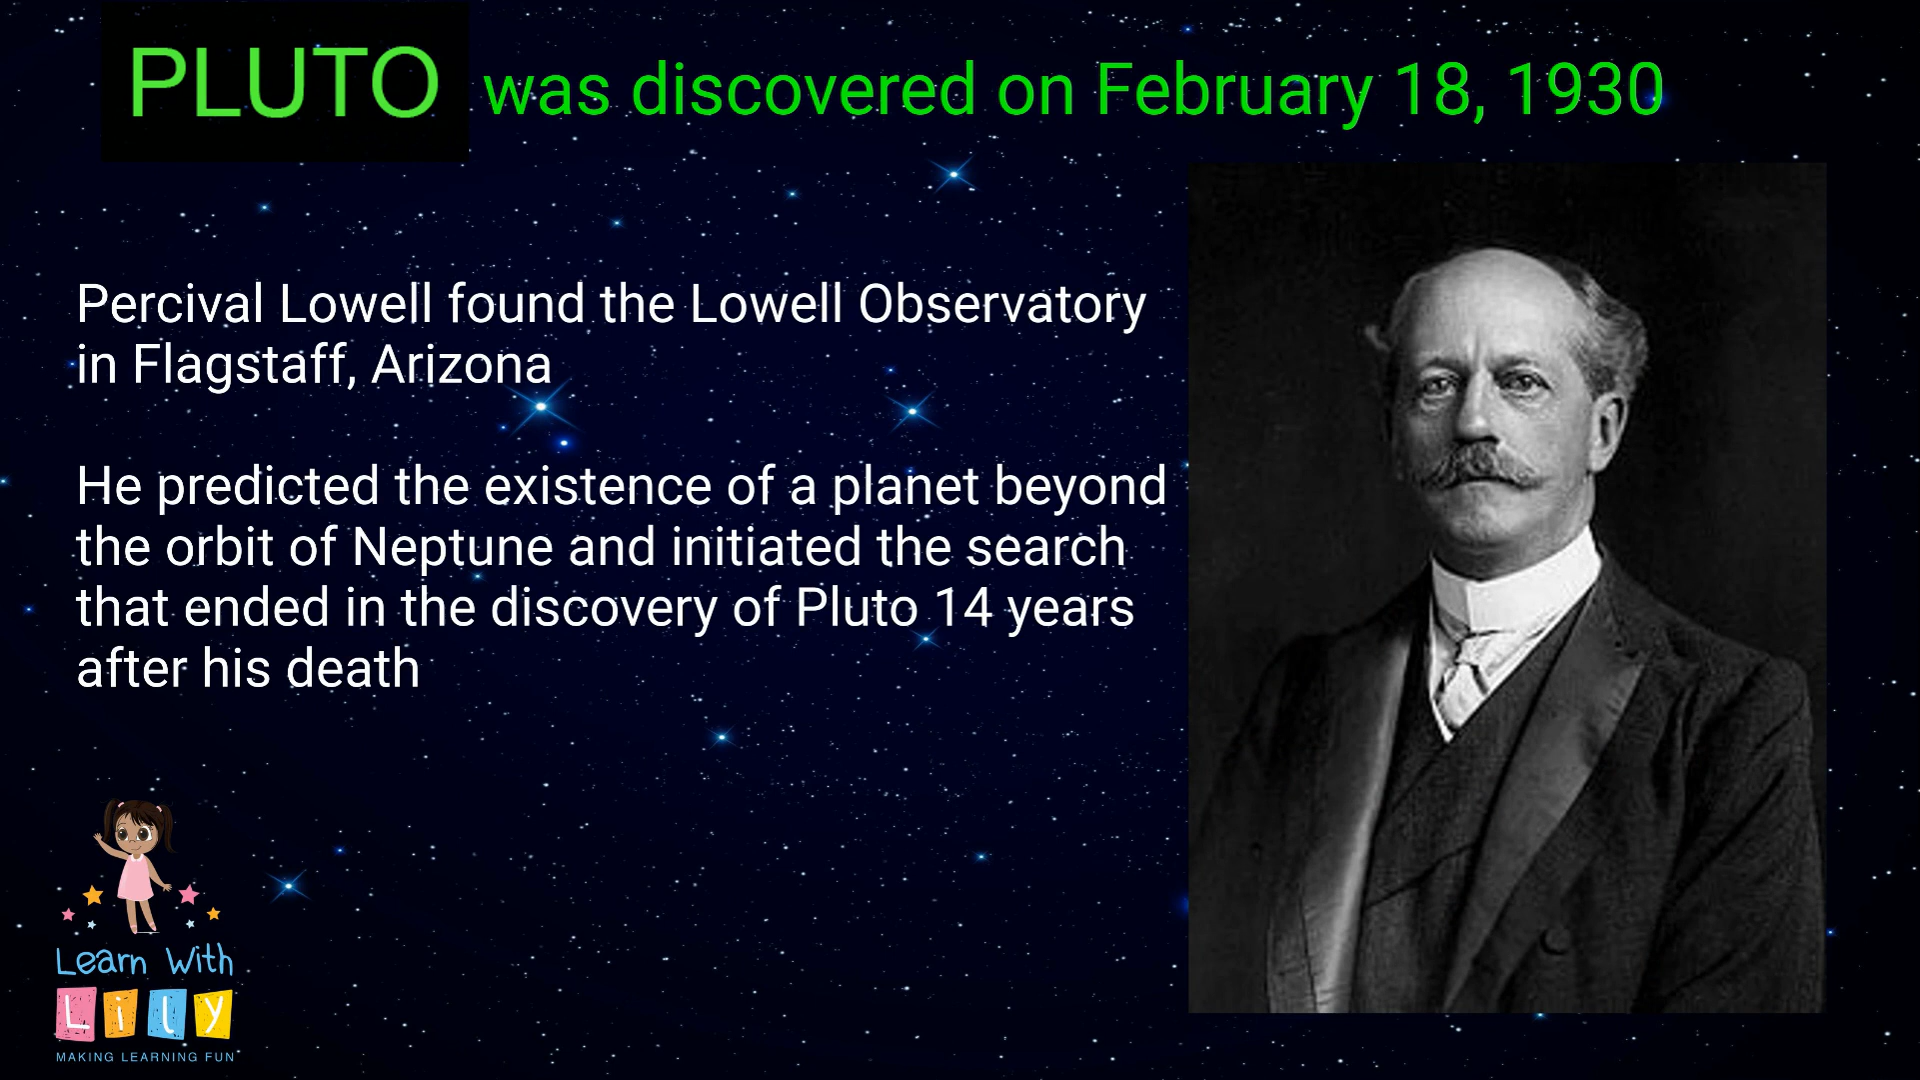 PLUTO was discovered on February 18, 1930
Percival Lowell found the Lowell Observatory
in Flagstaff, Arizona
He predicted the existence of a planet beyond
the orbit of Neptune and initiated the search
that ended in the discovery of Pluto 14 years
after his death
Learn With
Lily
MAKING LEARNING FUN